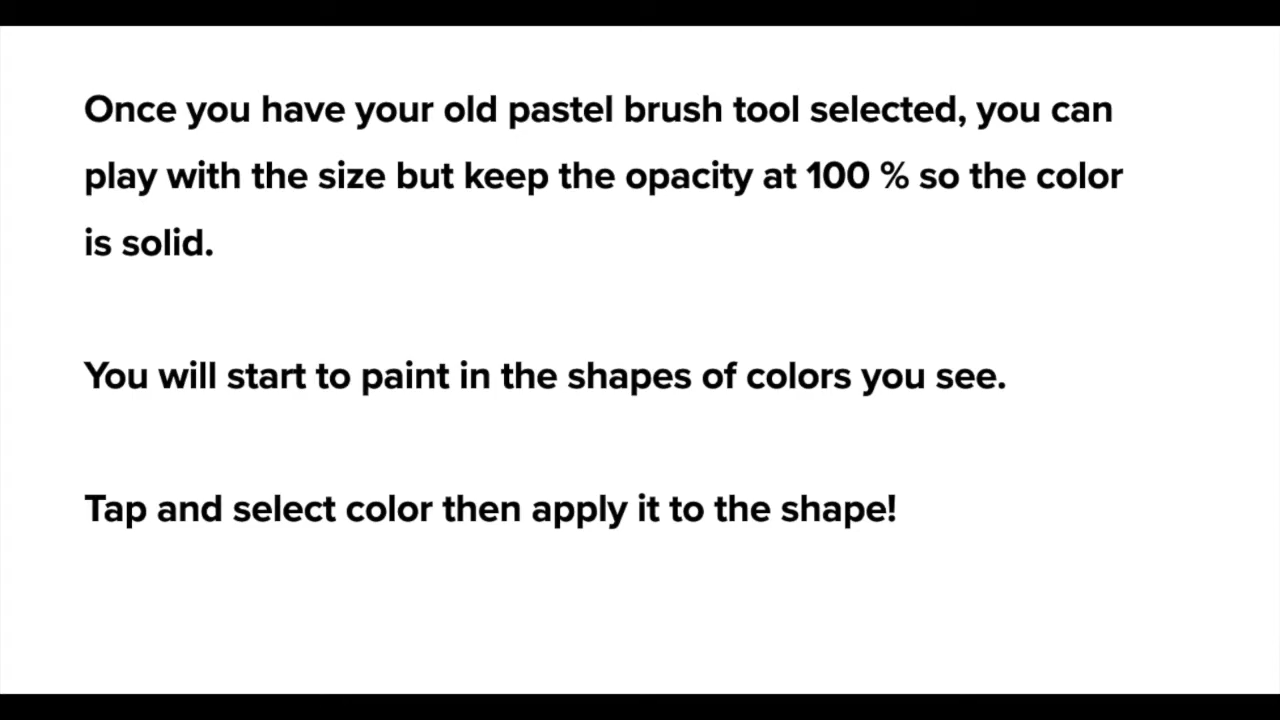 Once you have your old pastel brush tool selected, you can
play with the size but keep the opacity at 100 % so the color
is solid.
You will start to paint in the shapes of colors you see.
Tap and select color then apply it to the shape!